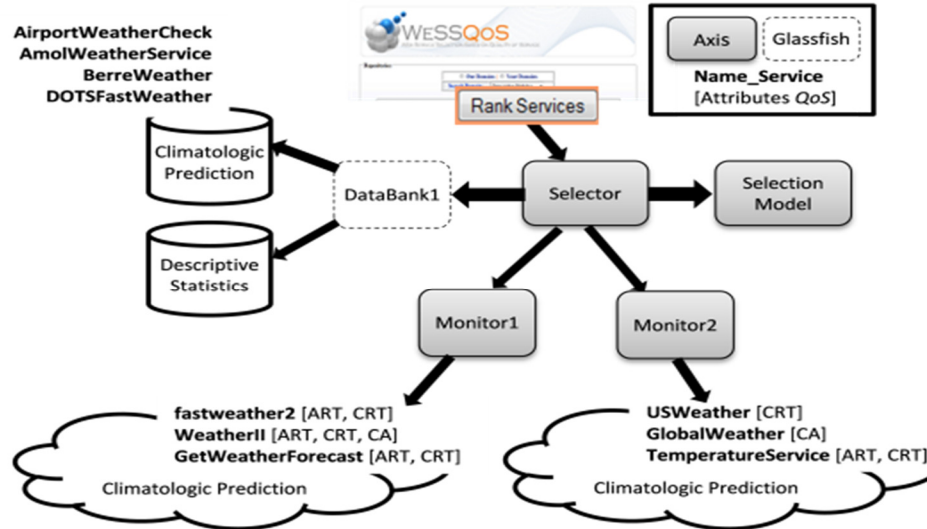 AirportWeatherCheck
AmolWeatherService
BerreWeather
DOTSFastWeather
WeSSQoS
Rank Services
Axis
Glassfish
Name_Service
[Attributes QoS]
Climatologic
Prediction
DataBank1
Selector
Selection
Model
Descriptive
Statistics
Monitor1
Monitor2
fastweather2 [ART, CRT]
WeatherII [ART, CRT, CA]
GetWeatherForecast [ART, CRT]
Climatologic Prediction
USWeather [CRT]
GlobalWeather [CA]
TemperatureService [ART, CRT]
Climatologic Prediction